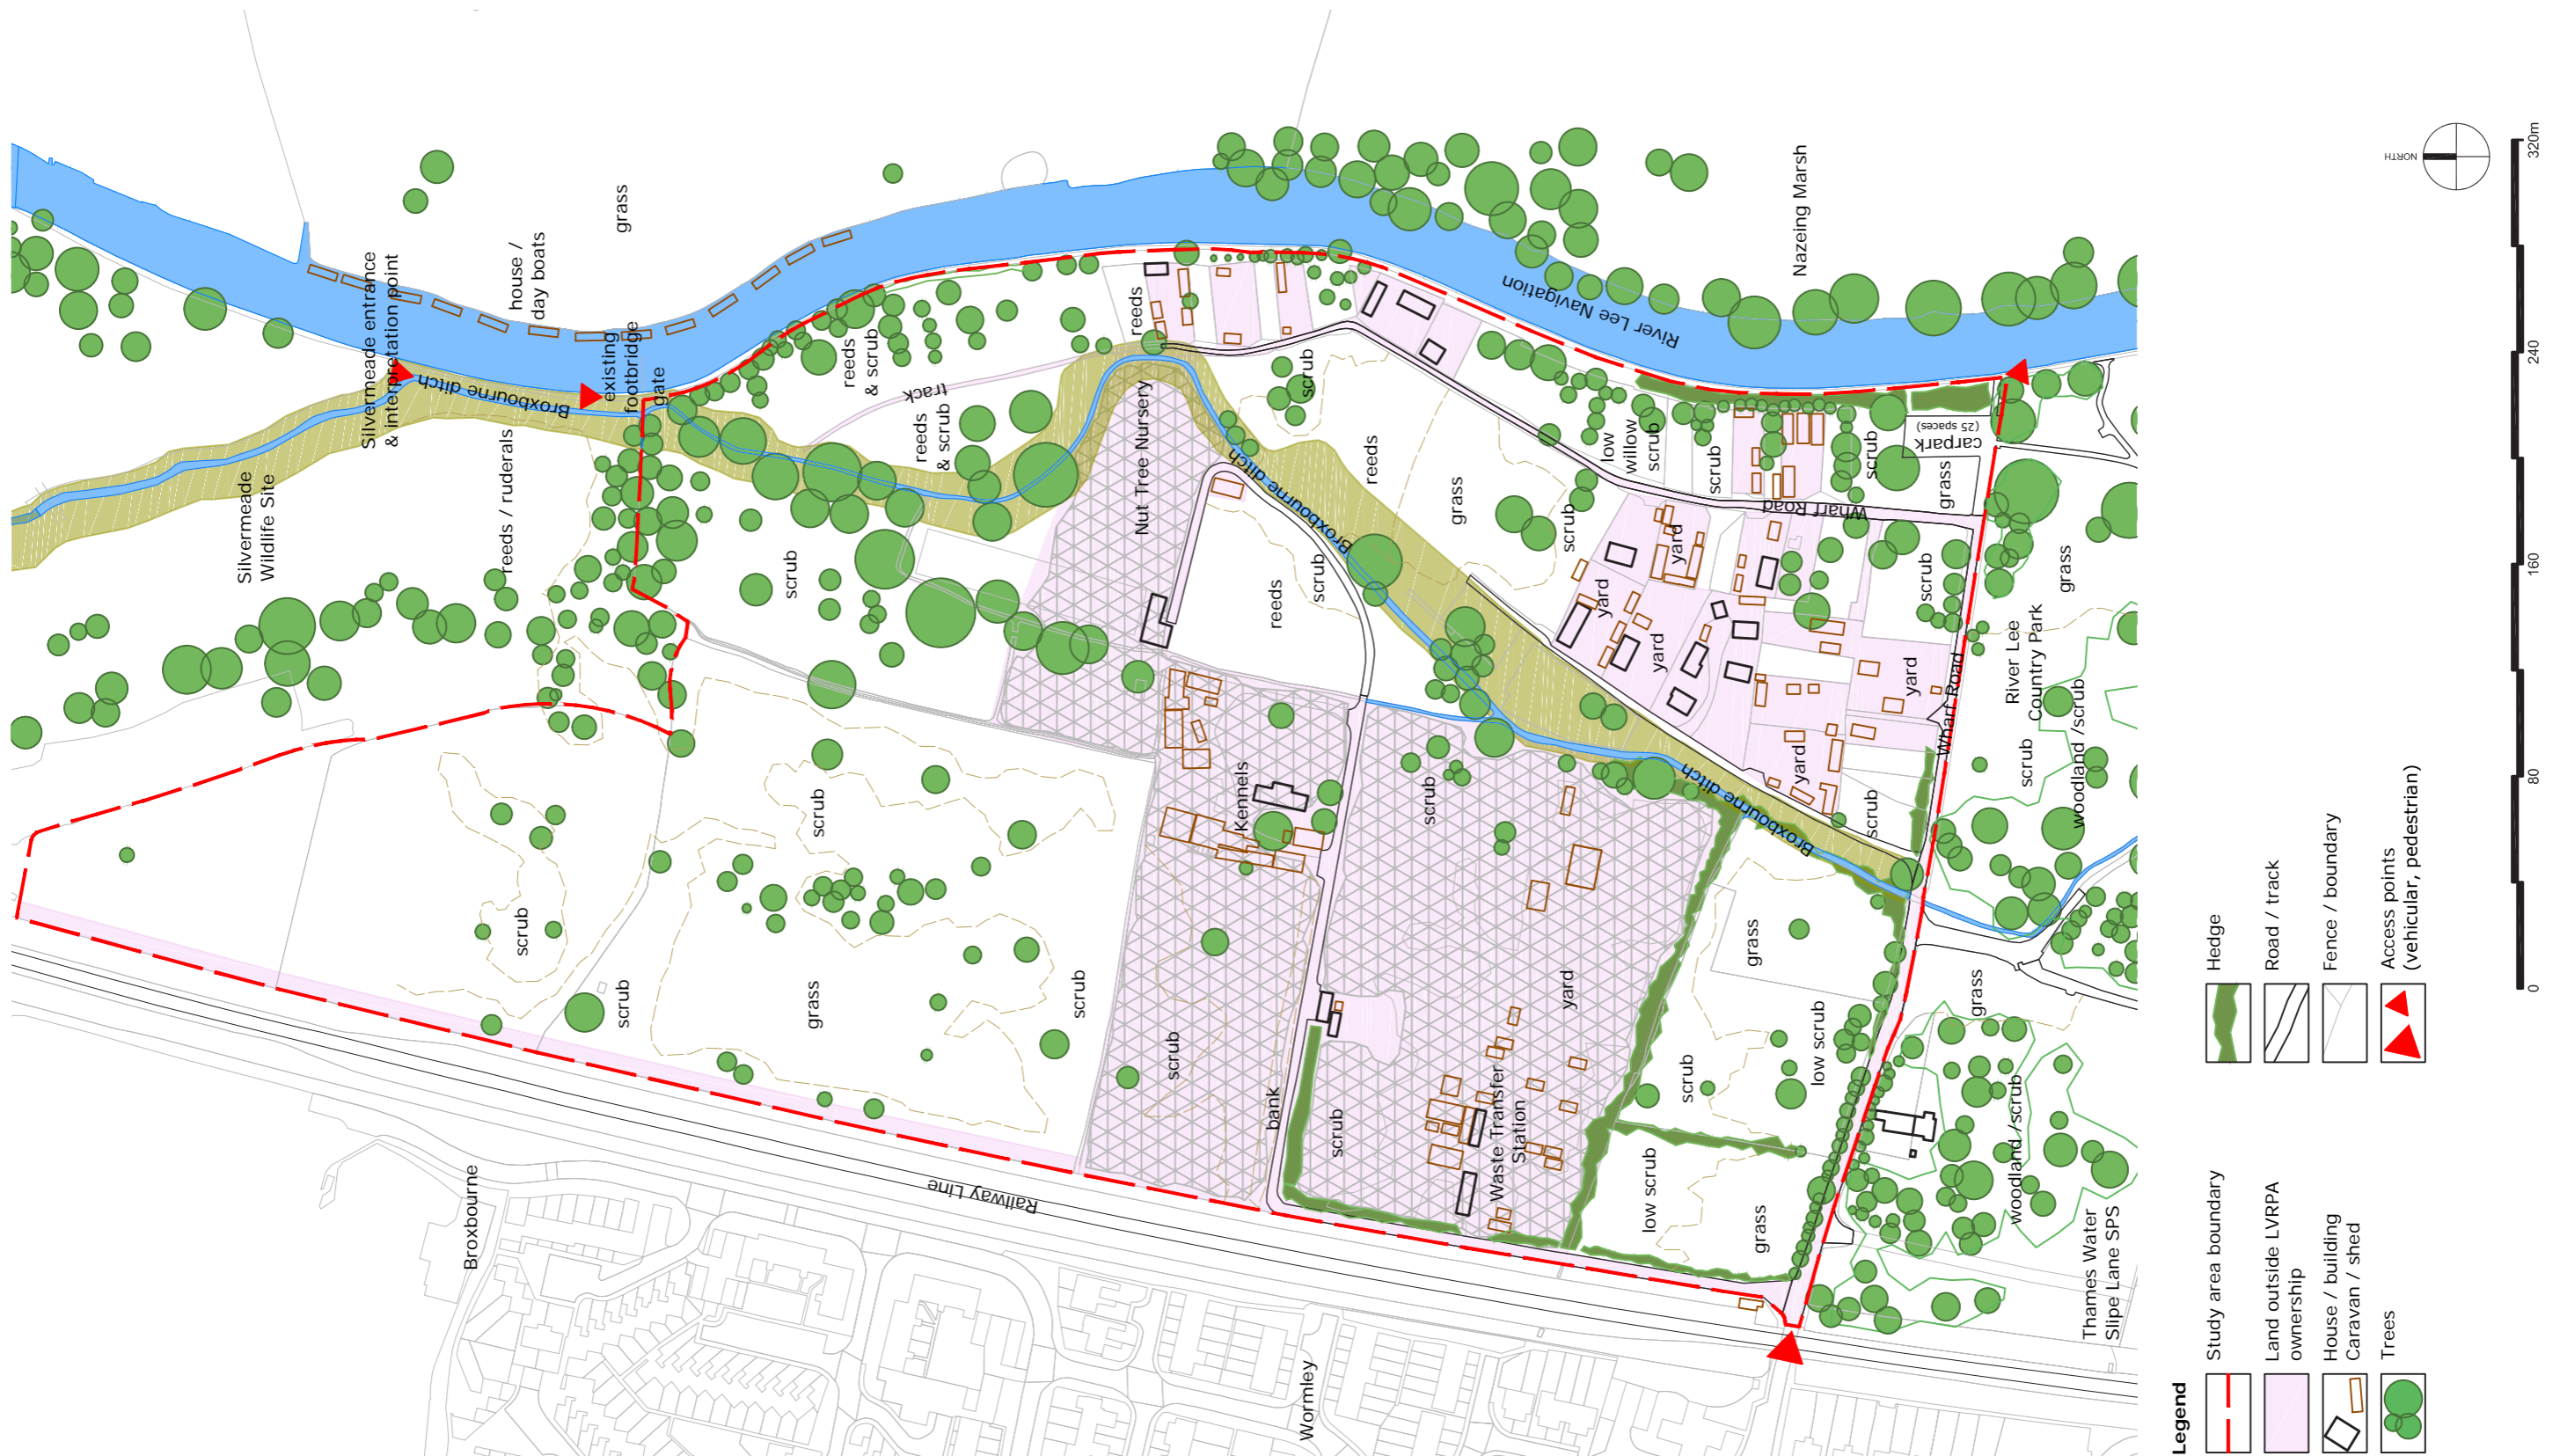 Silvermeade entrance
& interpretation point
house /
day boats
grass
existing
footbridge
gate
Broxbourne ditch
Silvermeade
Wildlife Site
reeds / ruderals
reeds
& scrub
track
reeds
& scrub
reeds
Nut Tree Nursery
scrub
scrub
Broxbourne ditch
reeds
scrub
reeds
grass
scrub
low
willow
scrub
River Lee Navigation
Nazeing Marsh
scrub
Wharf Road
scrub
carpark
(25 spaces)
grass
scrub
yard
yard
yard
yard
yard
Wharf Road
River Lee
Country Park
grass
scrub
woodland /scrub
scrub
Broxbourne ditch
scrub
Kennels
scrub
scrub
scrub
grass
scrub
scrub
bank
scrub
yard
Waste Transfer
Station
grass
scrub
low scrub
low scrub
grass
grass
woodland /scrub
Thames Water
Slipe Lane SPS
Railway Line
Broxbourne
Wormley
Legend
Study area boundary
Land outside LVRPA
ownership
House / building
Caravan / shed
Trees
Hedge
Road / track
Fence / boundary
Access points
(vehicular, pedestrian)
NORTH
0
80
160
240
320m